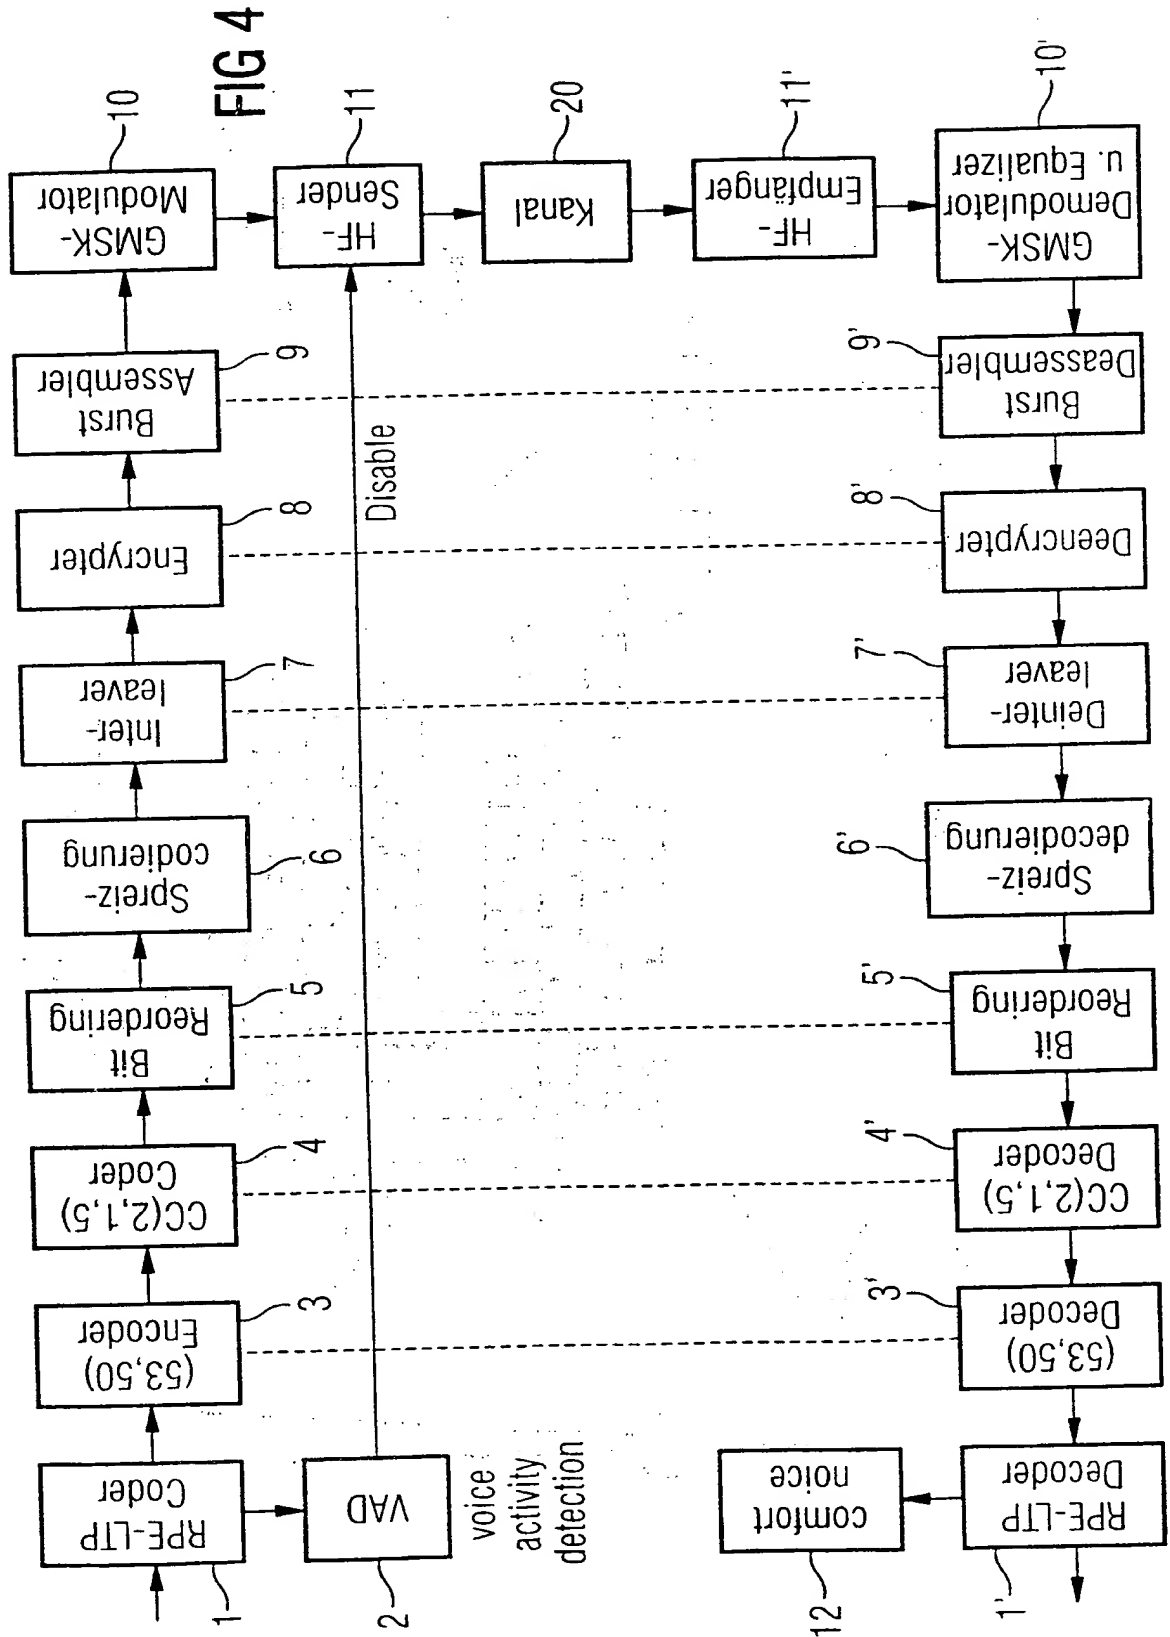 FIG 4
RPE-LTP
Coder
1
VAD
2
voice
activity
detection
(53,50)
Encoder
3
CC(2,1,5)
Coder
4
Bit
Reordering
5
Spreiz-
codierung
6
Inter-
leaver
7
Encrypter
8
Burst
Assembler
9
GMSK-
Modulator
10
Disable
HF-
Sender
11
Kanal
20
HF-
Empfänger
11'
GMSK-
Demodulator
u. Equalizer
10'
Burst
Deassembler
9'
Deencrypter
8'
Deinter-
leaver
7'
Spreiz-
decodierung
6'
Bit
Reordering
5'
CC(2,1,5)
Decoder
4'
(53,50)
Decoder
3'
RPE-LTP
Decoder
1'
comfort
noice
12